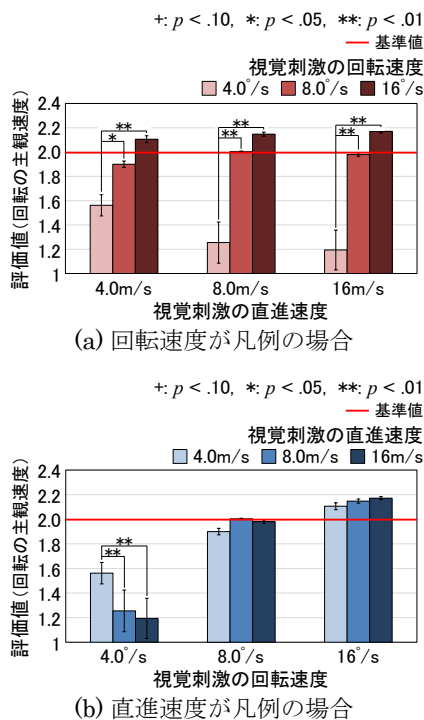 +: p < .10, *: p < .05, **: p < .01
基準値
視覚刺激の回転速度
4.0°/s 8.0°/s 16°/s
評価値(回転の主観速度)
2.4
2.2
2.0
1.8
1.6
1.4
1.2
1
**
*
**
**
**
**
4.0m/s 8.0m/s 16m/s
視覚刺激の直進速度
(a) 回転速度が凡例の場合
+: p < .10, *: p < .05, **: p < .01
基準値
視覚刺激の直進速度
4.0m/s 8.0m/s 16m/s
評価値(回転の主観速度)
2.4
2.2
2.0
1.8
1.6
1.4
1.2
1
**
**
4.0°/s 8.0°/s 16°/s
視覚刺激の回転速度
(b) 直進速度が凡例の場合